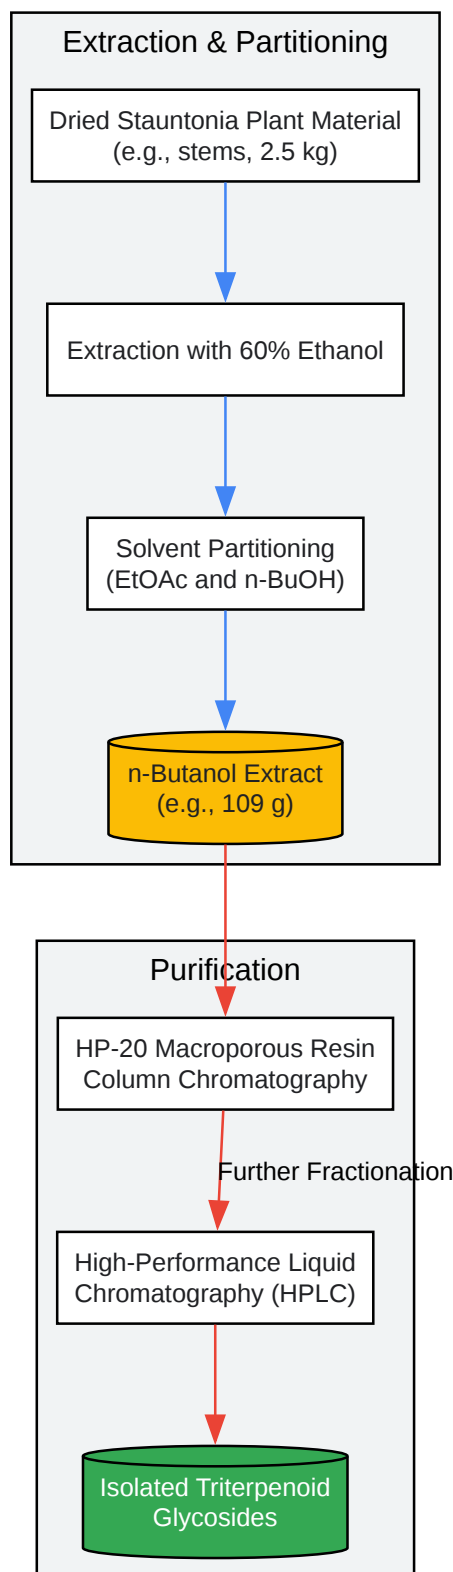 Extraction & Partitioning
Dried Stauntonia Plant Material
(e.g., stems, 2.5 kg)
Extraction with 60% Ethanol
Solvent Partitioning
(EtOAc and n-BuOH)
n-Butanol Extract
(e.g., 109 g)
Purification
HP-20 Macroporous Resin
Column Chromatography
Further Fractionation
High-Performance Liquid
Chromatography (HPLC)
Isolated Triterpenoid
Glycosides